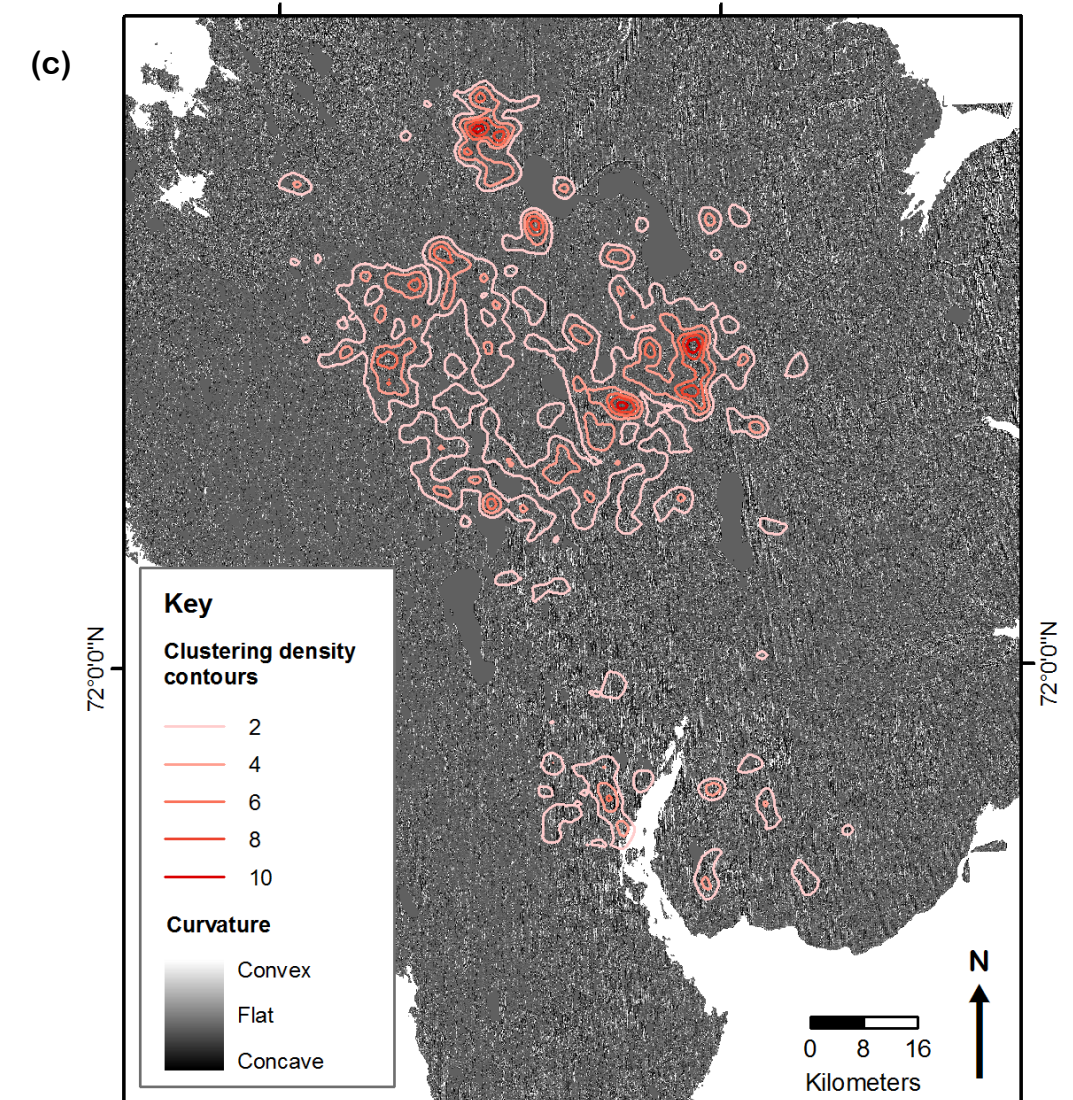 (c)
72°0'0"N
72°0'0"N
Key
Clustering density
contours
2
4
6
8
10
Curvature
Convex
Flat
Concave
N
0 8 16
Kilometers